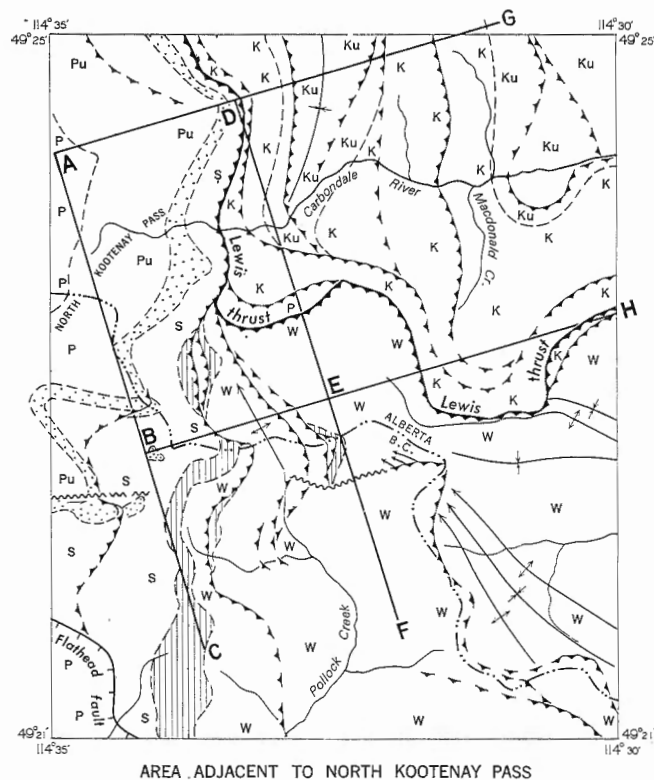 114°35'
114°30'
49°25'
49°25'
G
K
K
Ku
Ku
K
Pu
K
K
Ku
K
K
D
Pu
P
A
K
Ku
K
K
S
P
Carbondale
River
K
Ku
K
Macdonald Cr.
NORTH KOOTENAY PASS
Pu
Lewis
thrust
Ku
K
K
K
P
K
P
K
K
H
P
S
W
W
K
thrust
W
W
E
K
K
Lewis
W
W
ALBERTA
B.C.
B
W
Pu
S
W
W
W
S
W
S
W
W
W
F
Flathead
fault
P
C
W
Pollock
Creek
W
P
S
W
W
49°21'
49°21'
114°35'
114°30'
AREA ADJACENT TO NORTH KOOTENAY PASS